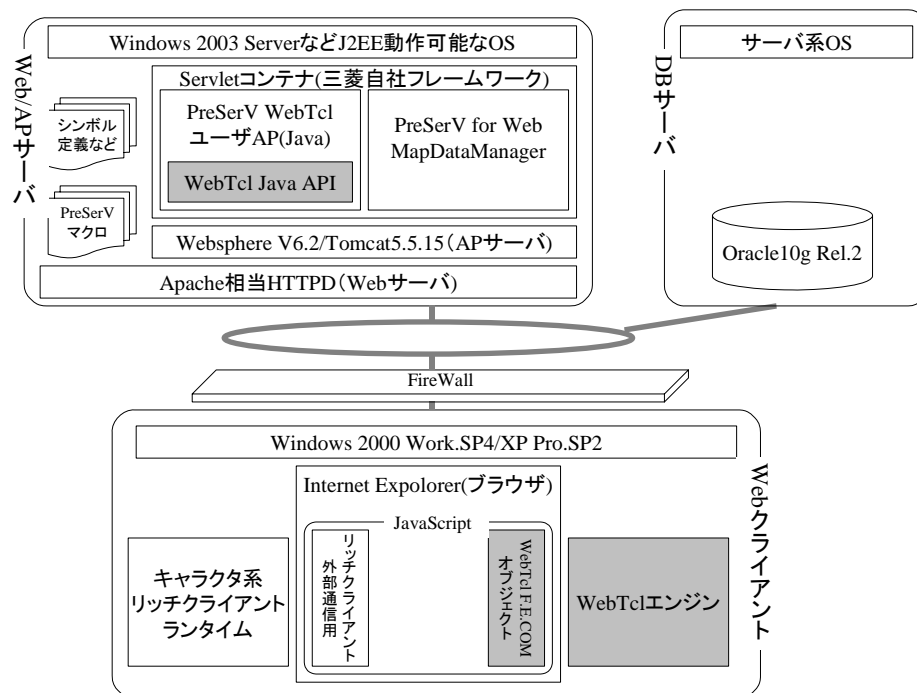 Web/APサーバ
Windows 2003 ServerなどJ2EE動作可能なOS
Servletコンテナ(三菱自社フレームワーク)
シンボル
定義など
PreSerV
マクロ
PreSerV WebTcl
ユーザAP(Java)
WebTcl Java API
PreSerV for Web
MapDataManager
Websphere V6.2/Tomcat5.5.15(APサーバ)
Apache相当HTTPD(Webサーバ)
DBサーバ
サーバ系OS
Oracle10g Rel.2
FireWall
Webクライアント
Windows 2000 Work.SP4/XP Pro.SP2
Internet Expolorer(ブラウザ)
JavaScript
キャラクタ系
リッチクライアント
ランタイム
リッチクライアント
外部通信用
WebTcl F.E.COM
オブジェクト
WebTclエンジン